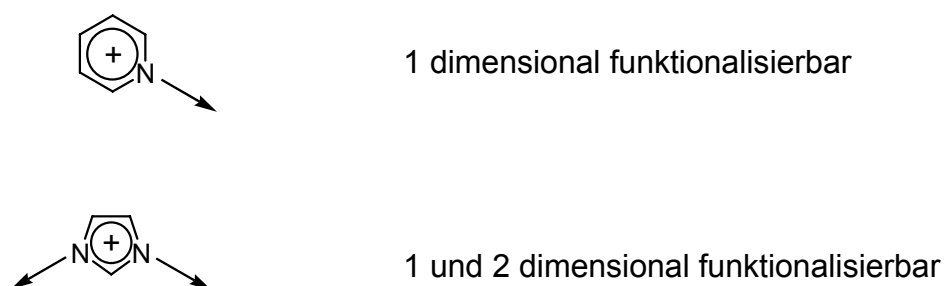 +
N
1 dimensional funktionalisierbar
N + N
1 und 2 dimensional funktionalisierbar